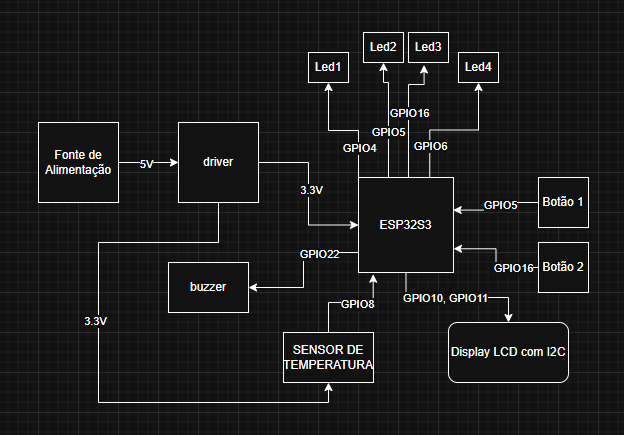 Led1
Led2
Led3
Led4
GPIO16
GPIO5
GPIO4
GPIO6
Fonte de
Alimentação
5V
driver
3.3V
ESP32S3
GPIO5
Botão 1
GPIO22
GPIO16
Botão 2
buzzer
GPIO8
GPIO10, GPIO11
3.3V
SENSOR DE
TEMPERATURA
Display LCD com I2C